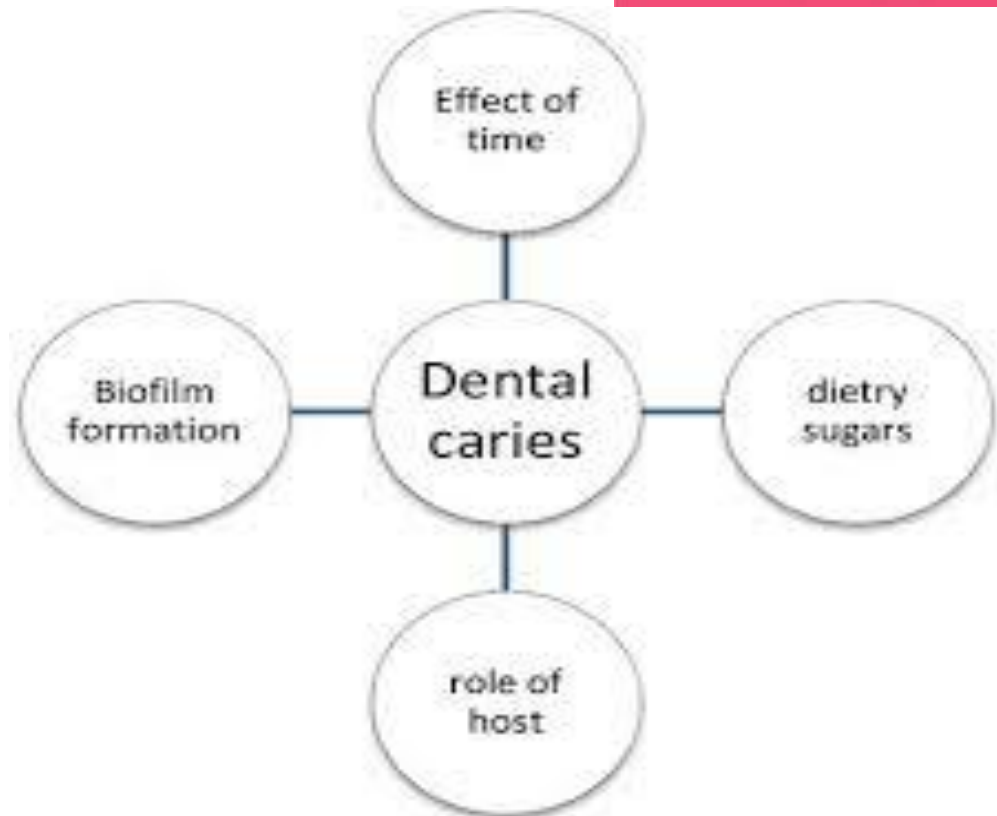 Effect of
time
Biofilm
formation
Dental
caries
dietry
sugars
role of
host